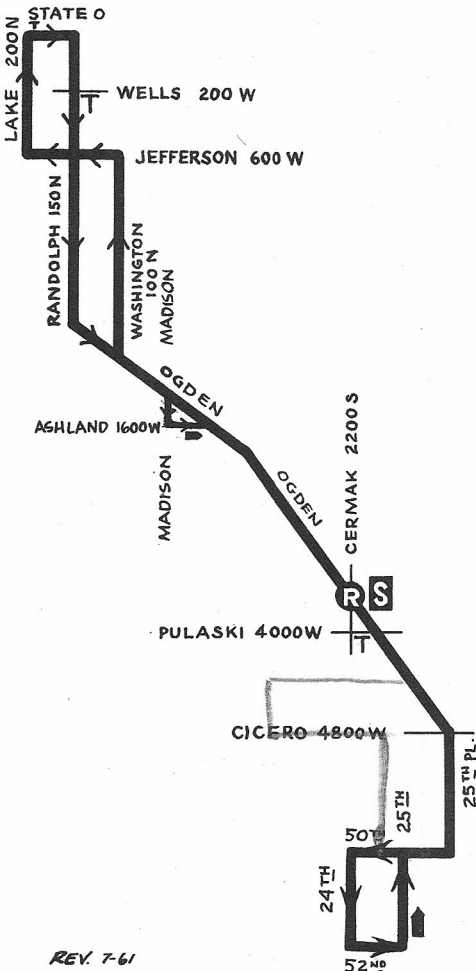 STATE 0
T
LAKE 200N
WELLS 200 W
T
JEFFERSON 600 W
RANDOLPH 150N
WASHINGTON
100 N
MADISON
OGDEN
ASHLAND 1600W
MADISON
OGDEN
CERMAK 2200 S
R S
PULASKI 4000W
T
CICERO 4800W
25TH PL.
25TH
50TH
24TH
52ND
REV. 7-61